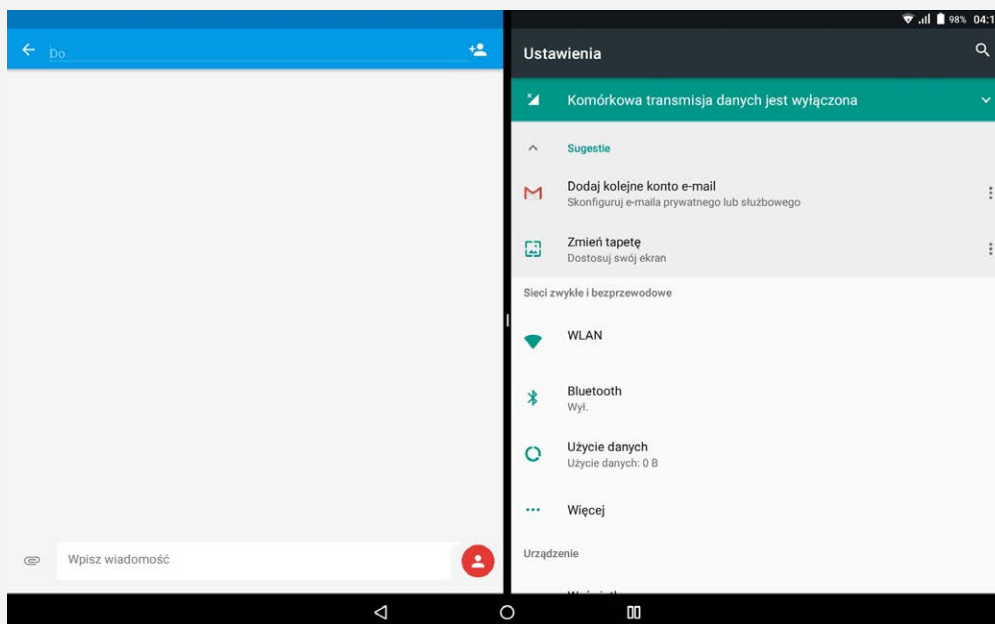 98% 04:1
Do
Wpisz wiadomość
Ustawienia
Komórkowa transmisja danych jest wyłączona
Sugestie
Dodaj kolejne konto e-mail
Skonfiguruj e-maila prywatnego lub służbowego
Zmień tapetę
Dostosuj swój ekran
Sieci zwykłe i bezprzewodowe
WLAN
Bluetooth
Wył.
Użycie danych
Użycie danych: 0 B
Więcej
Urządzenie